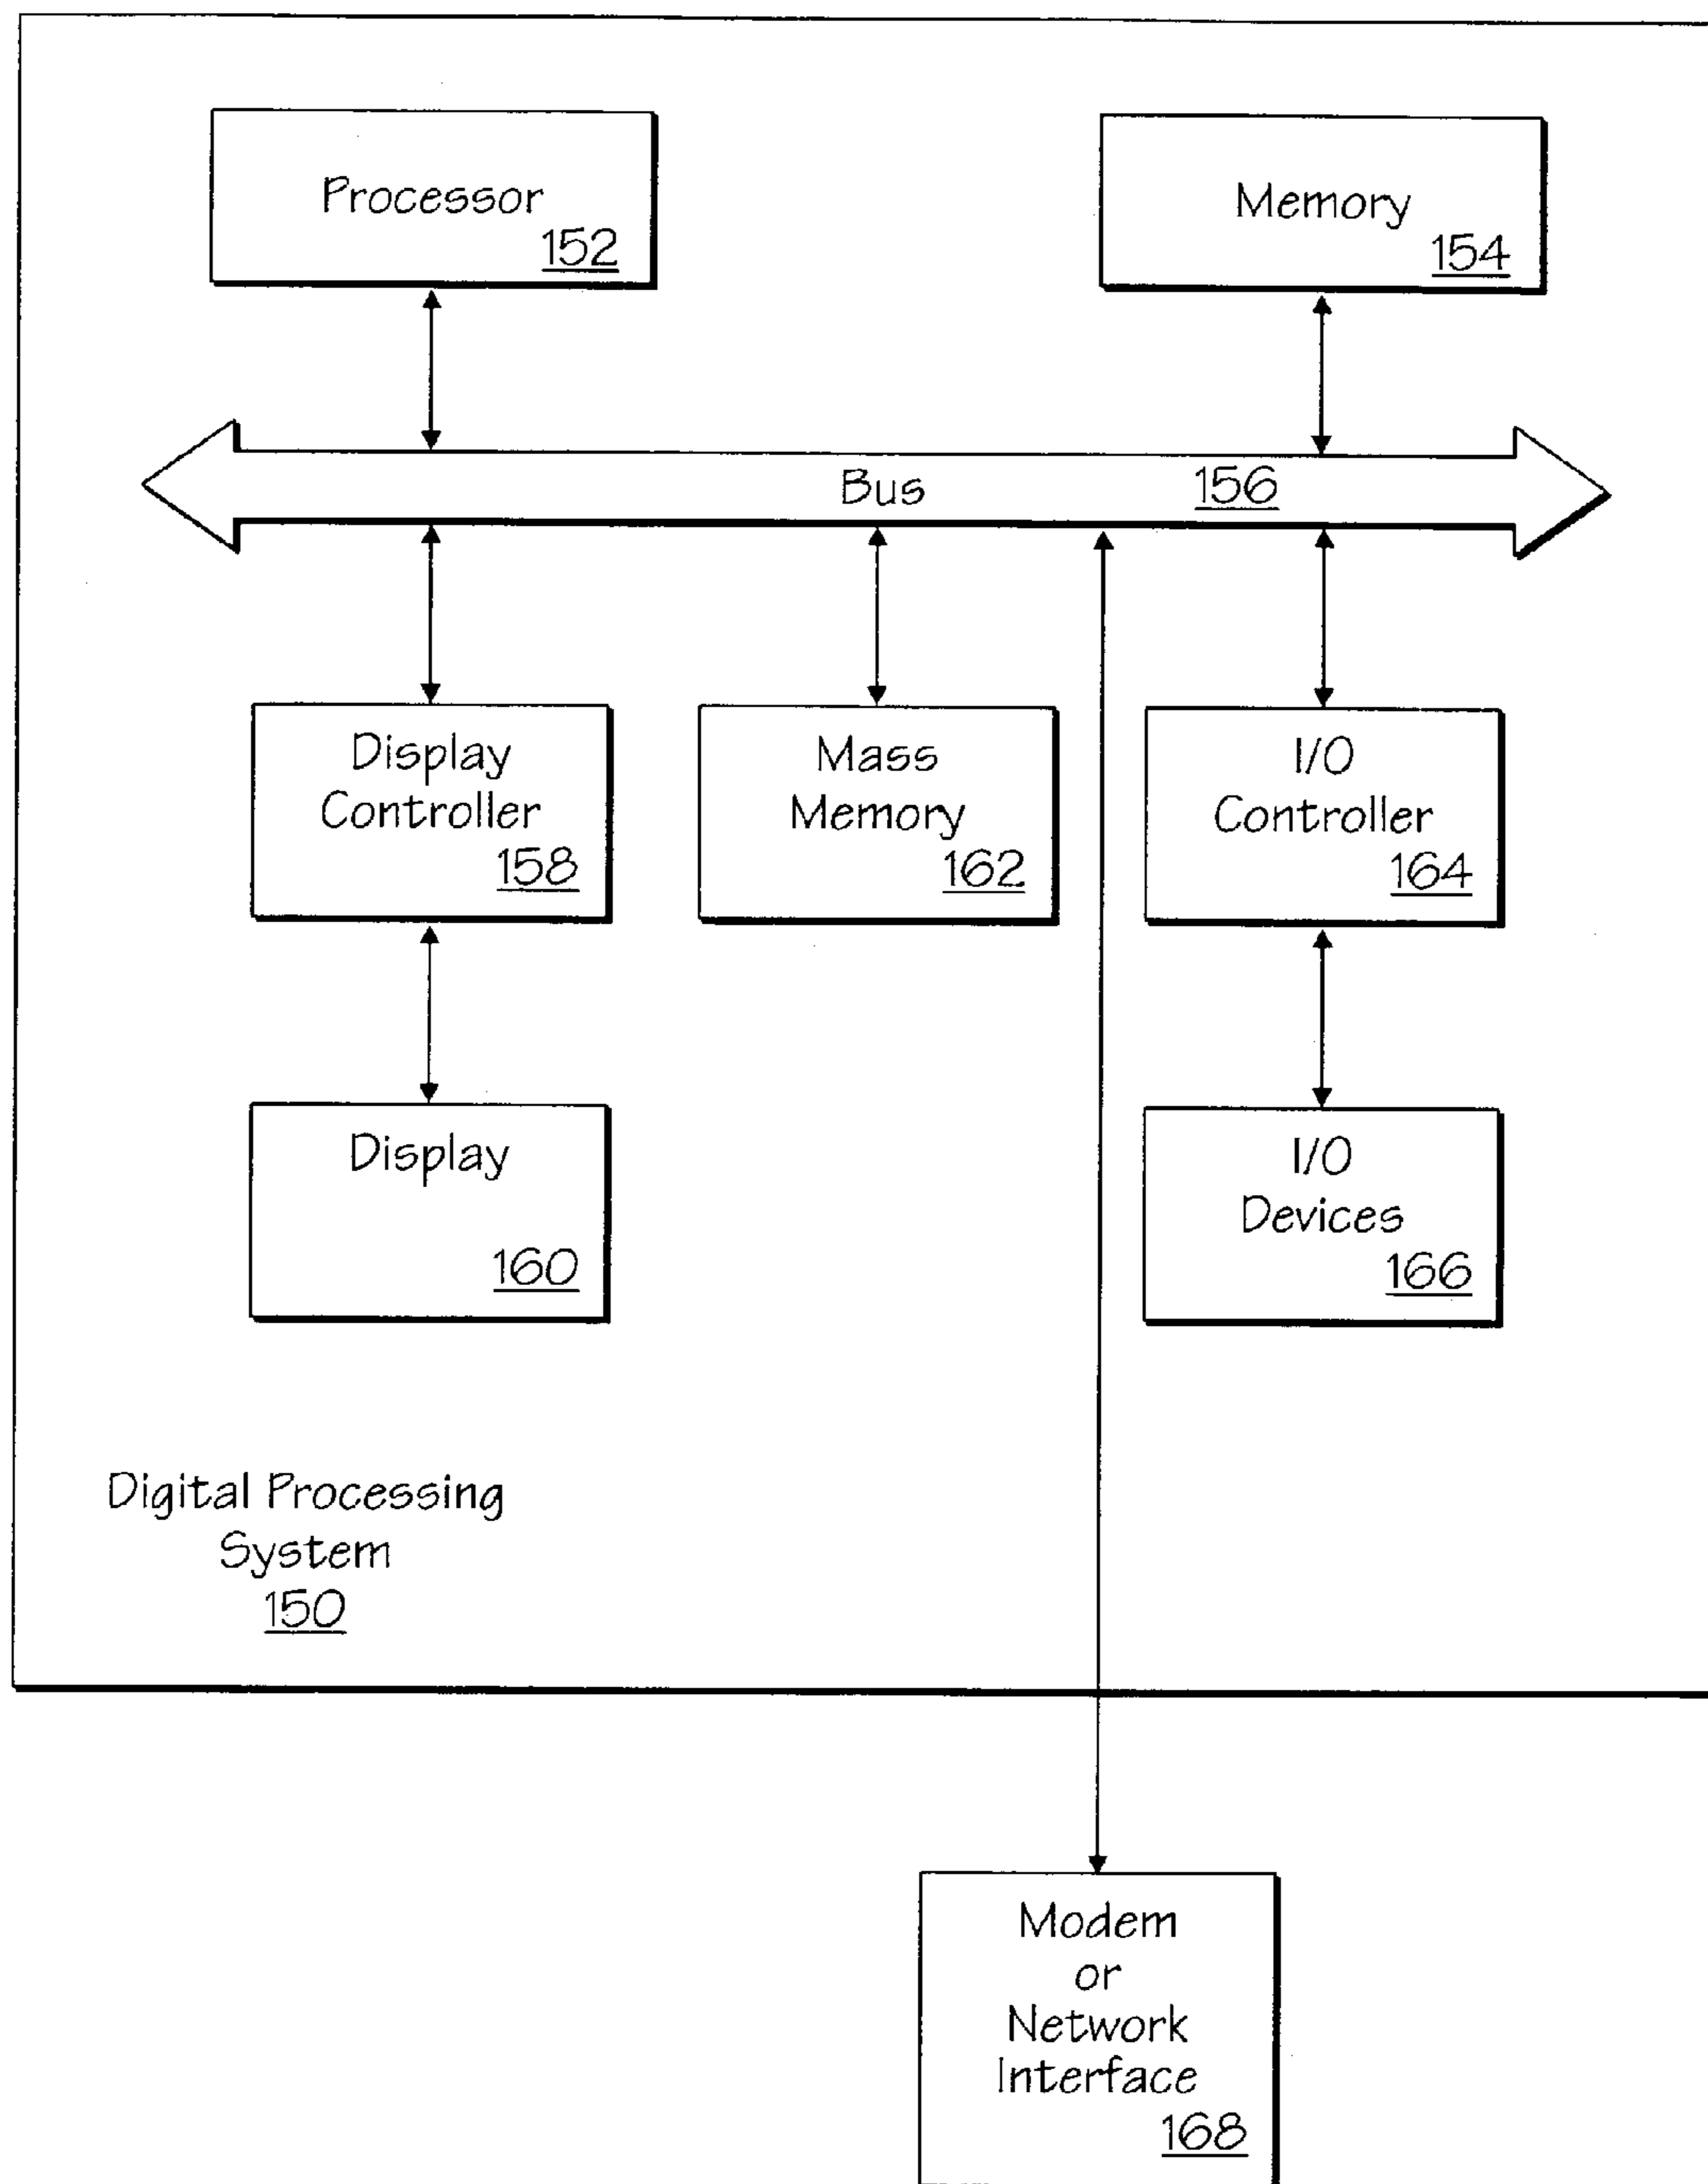 Processor
152
Memory
154
Bus 156
Display
Controller
158
Mass
Memory
162
I/O
Controller
164
Display
160
I/O
Devices
166
Digital Processing
System
150
Modem
or
Network
Interface
168